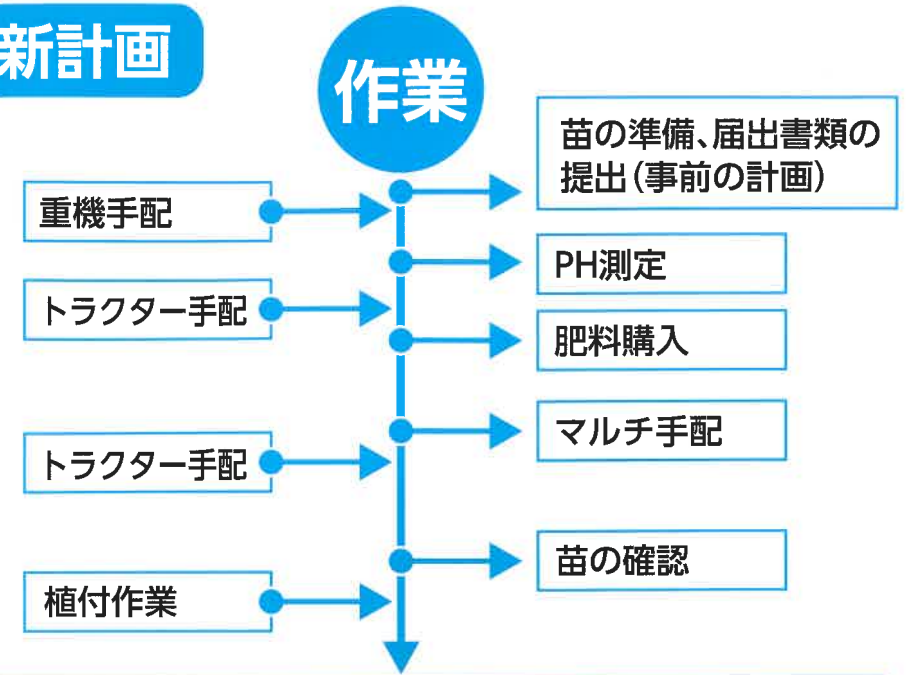 新計画
作業
苗の準備、届出書類の
提出(事前の計画)
重機手配
PH測定
トラクター手配
肥料購入
マルチ手配
トラクター手配
苗の確認
植付作業